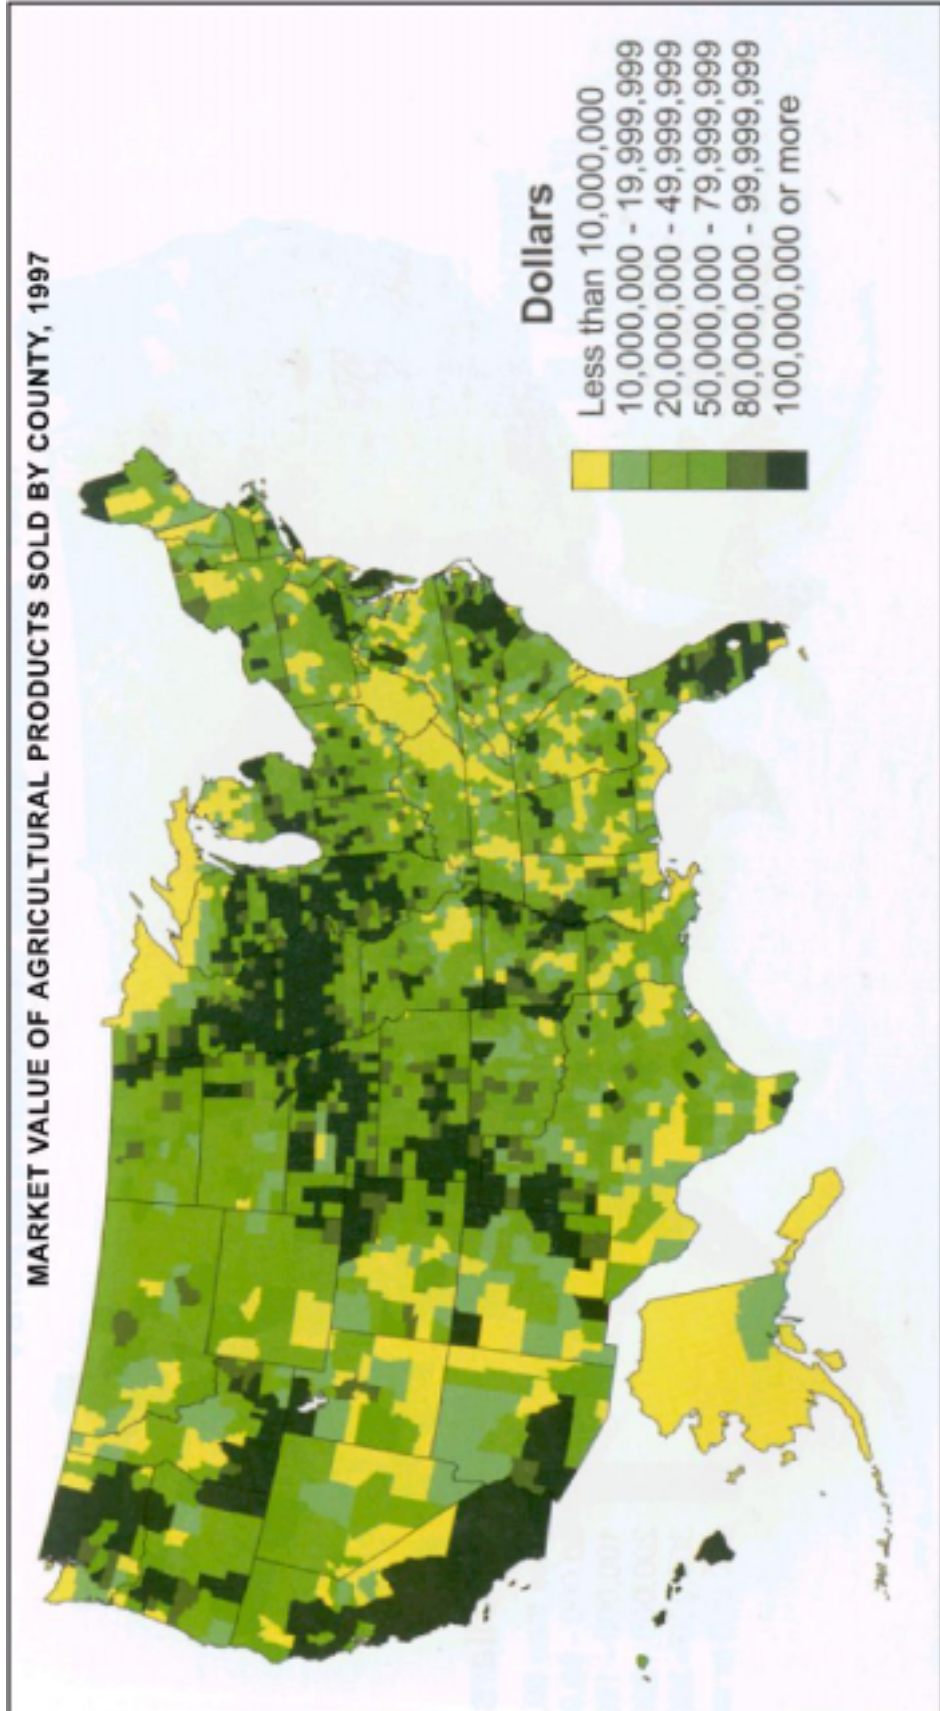 MARKET VALUE OF AGRICULTURAL PRODUCTS SOLD BY COUNTY, 1997
Dollars
Less than 10,000,000
10,000,000 - 19,999,999
20,000,000 - 49,999,999
50,000,000 - 79,999,999
80,000,000 - 99,999,999
100,000,000 or more